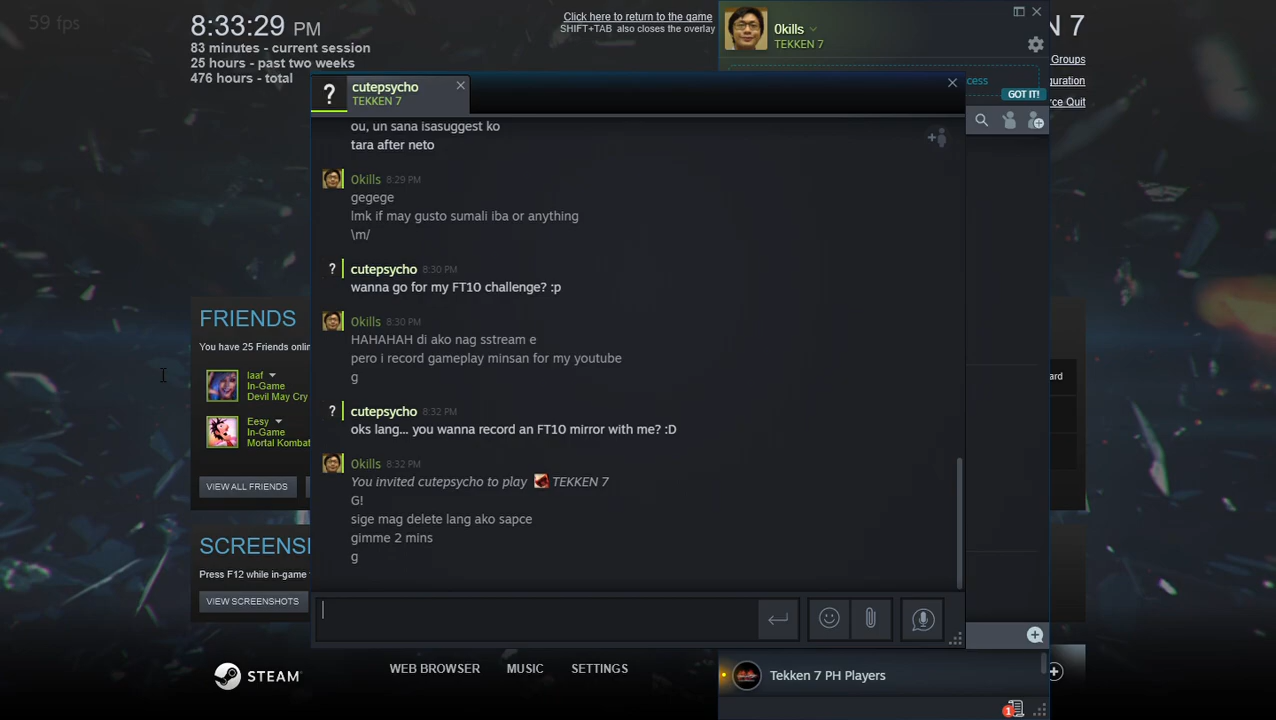 59 fps
8:33:29 PM
83 minutes - current session
25 hours - past two weeks
476 hours - total
Click here to return to the game
SHIFT+TAB also closes the overlay
0kills
TEKKEN 7
7
Groups
cess
GOT IT!
cutepsycho
TEKKEN 7
ou, un sana isasuggest ko
tara after neto
0kills 8:29 PM
gegege
lmk if may gusto sumali iba or anything
\m/
? cutepsycho 8:30 PM
wanna go for my FT10 challenge? :p
0kills 8:30 PM
HAHAHAH di ako nag sstream e
pero i record gameplay minsan for my youtube
g
? cutepsycho 8:32 PM
oks lang... you wanna record an FT10 mirror with me? :D
0kills 8:32 PM
You invited cutepsycho to play TEKKEN 7
G!
sige mag delete lang ako sapce
gimme 2 mins
g
FRIENDS
You have 25 Friends onlin
laaf
In-Game
Devil May Cry
Eesy
In-Game
Mortal Kombat
VIEW ALL FRIENDS
SCREENS
Press F12 while in-game
VIEW SCREENSHOTS
STEAM
WEB BROWSER
MUSIC
SETTINGS
Tekken 7 PH Players
1